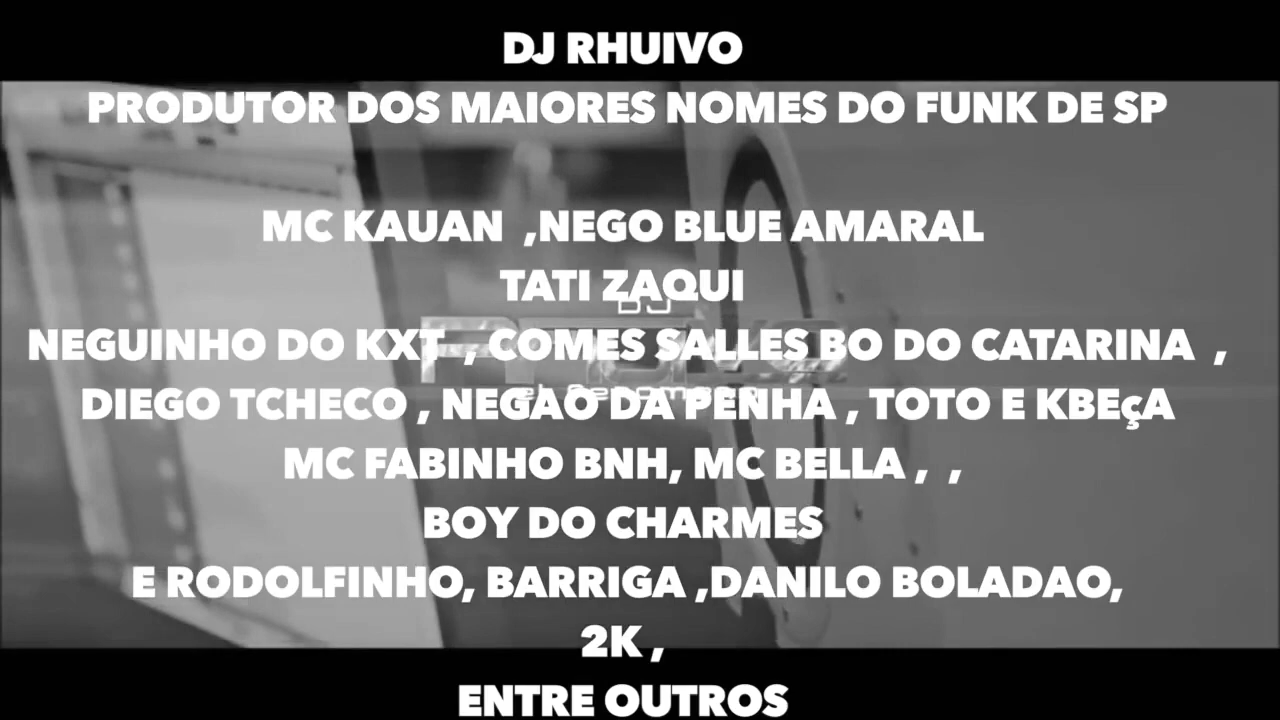 DJ RHUIVO
PRODUTOR DOS MAIORES NOMES DO FUNK DE SP
MC KAUAN ,NEGO BLUE AMARAL
TATI ZAQUI
DJ
NEGUINHO DO KXT , COMES SALLES BO DO CATARINA ,
DIEGO TCHECO , NEGAO DA PENHA , TOTO E KBEçA
MC FABINHO BNH, MC BELLA , ,
BOY DO CHARMES
E RODOLFINHO, BARRIGA ,DANILO BOLADAO,
2K ,
ENTRE OUTROS